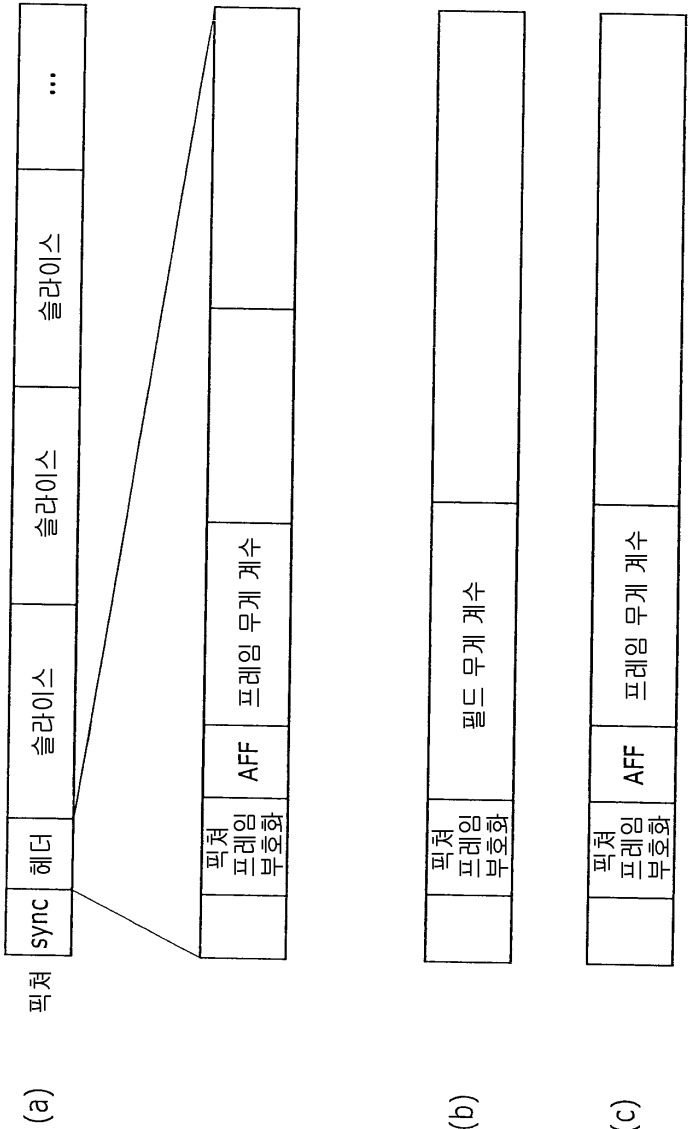 (a)
픽쳐 sync 헤더 슬라이스 슬라이스 슬라이스 ...
픽쳐
프레임
부호화
AFF
프레임 무게 계수
(b)
픽쳐
프레임
부호화
필드 무게 계수
(c)
픽쳐
프레임
부호화
AFF
프레임 무게 계수